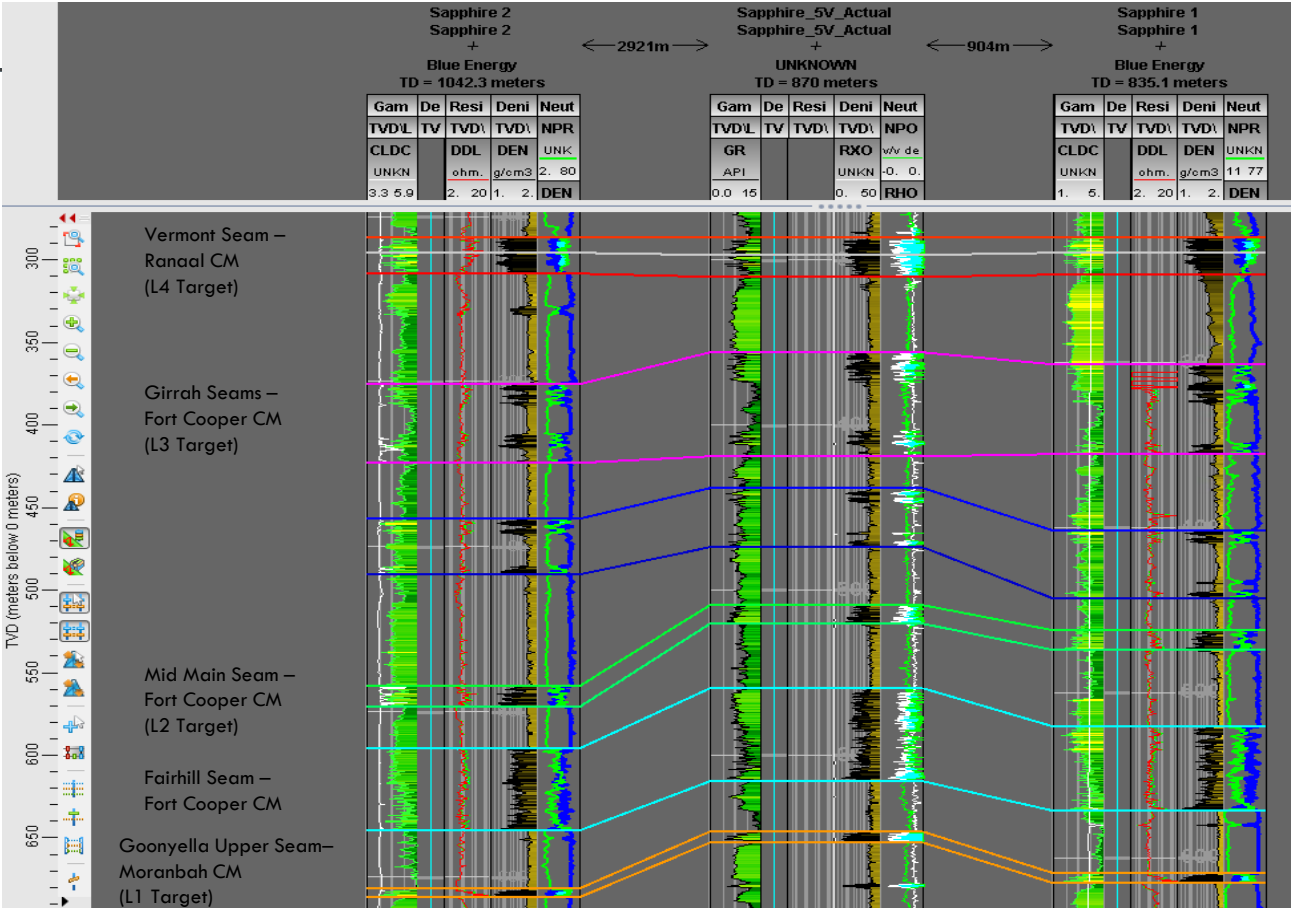 Sapphire 2
Sapphire 2
+
Blue Energy
TD = 1042.3 meters
2921m
Sapphire_5V_Actual
Sapphire_5V_Actual
+
UNKNOWN
TD = 870 meters
904m
Sapphire 1
Sapphire 1
+
Blue Energy
TD = 835.1 meters
Gam De Resi Deni Neut
TVD\L TV TVD\ TVD\ NPR
CLDC DDL DEN UNK
UNKN ohm. g/cm3 2. 80
3.3 5.9 2. 20 1. 2. DEN
Gam De Resi Deni Neut
TVD\L TV TVD\ TVD\ NPO
GR RXO v/v de
API UNKN -0. 0.
0.0 15 0. 50 RHO
Gam De Resi Deni Neut
TVD\ TV TVD\ TVD\ NPR
CLDC DDL DEN UNKN
UNKN ohm. g/cm3 11 77
1. 5. 2. 20 1. 2. DEN
TVD (meters below 0 meters)
300
350
400
450
500
550
600
650
Vermont Seam –
Ranaal CM
(L4 Target)
Girrah Seams –
Fort Cooper CM
(L3 Target)
Mid Main Seam –
Fort Cooper CM
(L2 Target)
Fairhill Seam –
Fort Cooper CM
Goonyella Upper Seam–
Moranbah CM
(L1 Target)